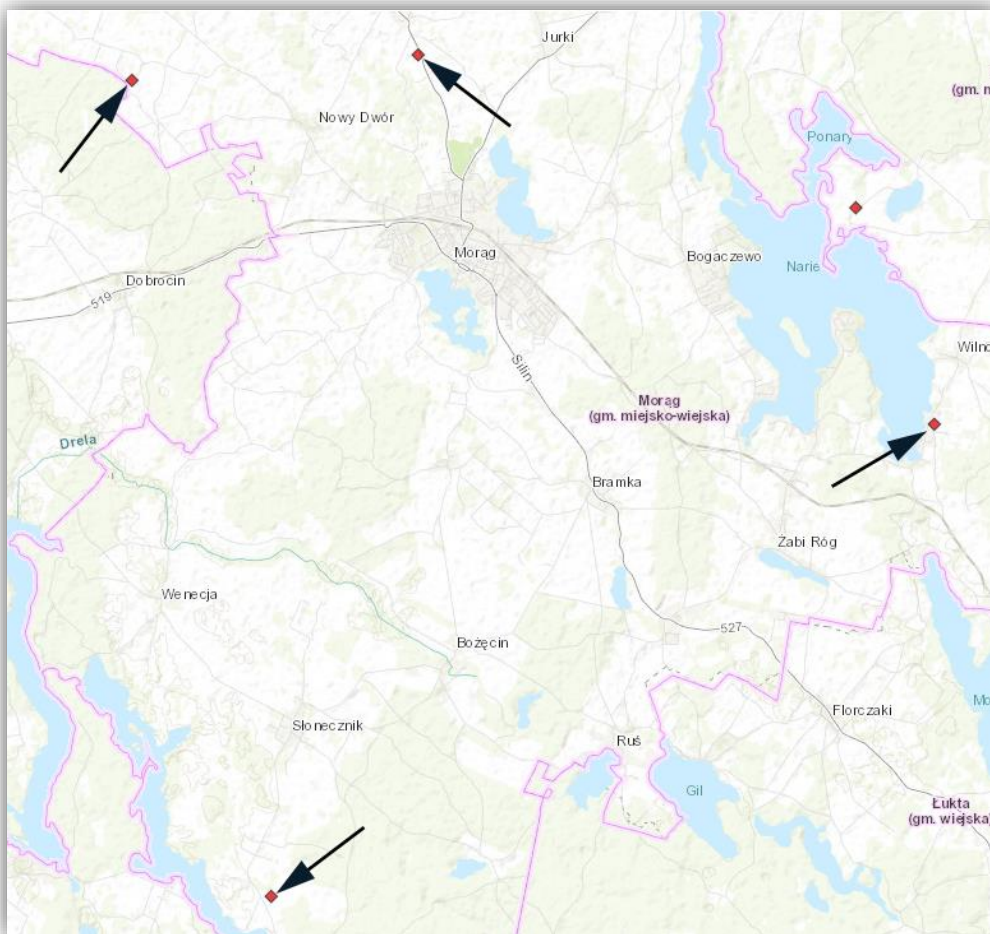 Jurki
(gm. m
Nowy Dwór
Ponary
Morąg
Bogaczewo
Narie
Dobrocin
519
Wilno
Silin
Morąg
(gm. miejsko-wiejska)
Drela
Bramka
Żabi Róg
Wenecja
527
Bożęcin
Mo
Florczaki
Słonecznik
Ruś
Gil
Łukta
(gm. wiejska)